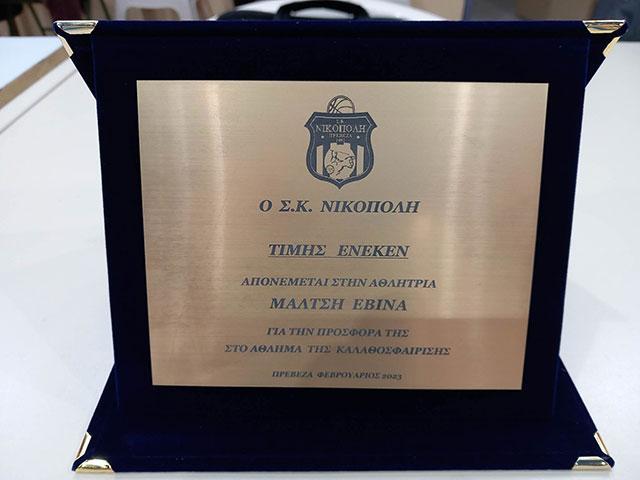 Σ.Κ.
ΝΙΚΟΠΟΛΗ
ΠΡΕΒΕΖΑ
Ο Σ.Κ. ΝΙΚΟΠΟΛΗ
ΤΙΜΗΣ ΕΝΕΚΕΝ
ΑΠΟΝΕΜΕΤΑΙ ΣΤΗΝ ΑΘΛΗΤΡΙΑ
ΜΑΛΤΣΗ ΕΒΙΝΑ
ΓΙΑ ΤΗΝ ΠΡΟΣΦΟΡΑ ΤΗΣ
ΣΤΟ ΑΘΛΗΜΑ ΤΗΣ ΚΑΛΑΘΟΣΦΑΙΡΙΣΗΣ
ΠΡΕΒΕΖΑ ΦΕΒΡΟΥΑΡΙΟΣ 2023